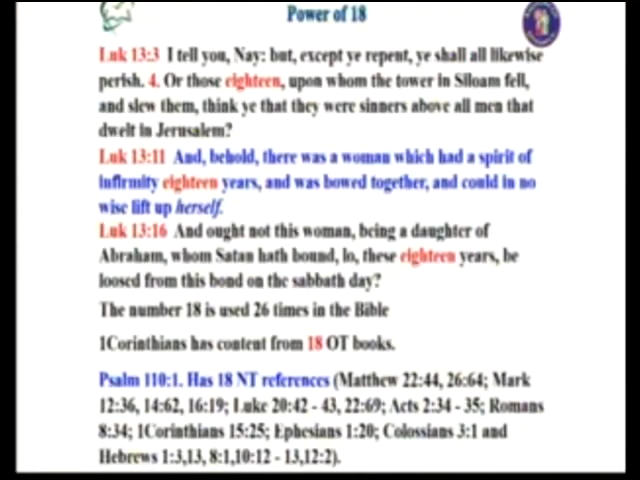 Power of 18
Luk 13:3 I tell you, Nay: but, except ye repent, ye shall all likewise
perish. 4. Or those eighteen, upon whom the tower in Siloam fell,
and slew them, think ye that they were sinners above all men that
dwelt in Jerusalem?
Luk 13:11 And, behold, there was a woman which had a spirit of
infirmity eighteen years, and was bowed together, and could in no
wise lift up herself.
Luk 13:16 And ought not this woman, being a daughter of
Abraham, whom Satan hath bound, lo, these eighteen years, be
loosed from this bond on the sabbath day?
The number 18 is used 26 times in the Bible
1Corinthians has content from 18 OT books.
Psalm 110:1. Has 18 NT references (Matthew 22:44, 26:64; Mark
12:36, 14:62, 16:19; Luke 20:42 - 43, 22:69; Acts 2:34 - 35; Romans
8:34; 1Corinthians 15:25; Ephesians 1:20; Colossians 3:1 and
Hebrews 1:3,13, 8:1,10:12 - 13,12:2).